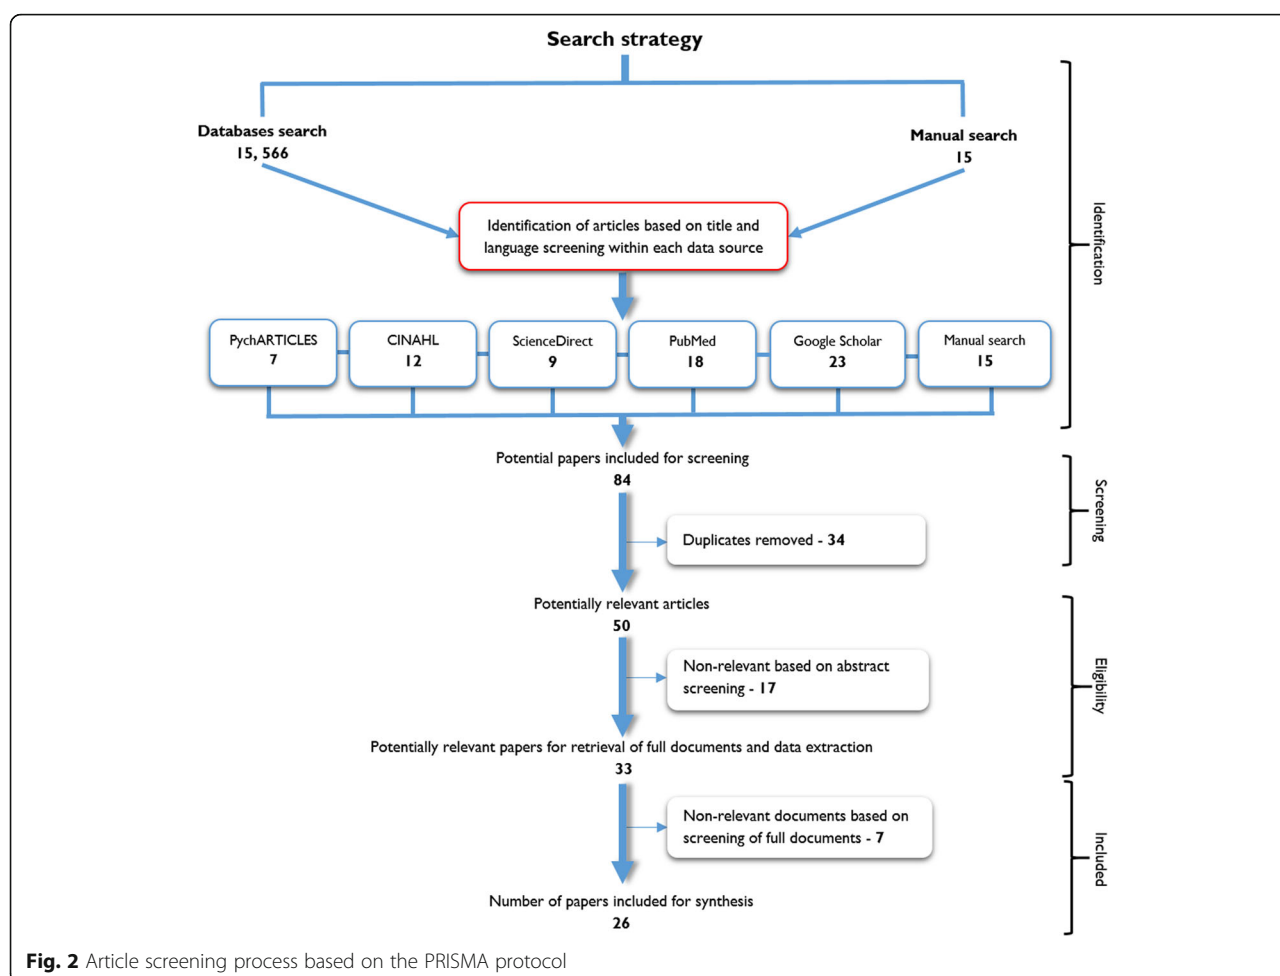 Search strategy
Databases search
15, 566
Manual search
15
Identification of articles based on title and
language screening within each data source
Identification
PychARTICLES
7
CINAHL
12
ScienceDirect
9
PubMed
18
Google Scholar
23
Manual search
15
Potential papers included for screening
84
Screening
Duplicates removed - 34
Potentially relevant articles
50
Non-relevant based on abstract
screening - 17
Eligibility
Potentially relevant papers for retrieval of full documents and data extraction
33
Non-relevant documents based on
screening of full documents - 7
Included
Number of papers included for synthesis
26
Fig. 2 Article screening process based on the PRISMA protocol